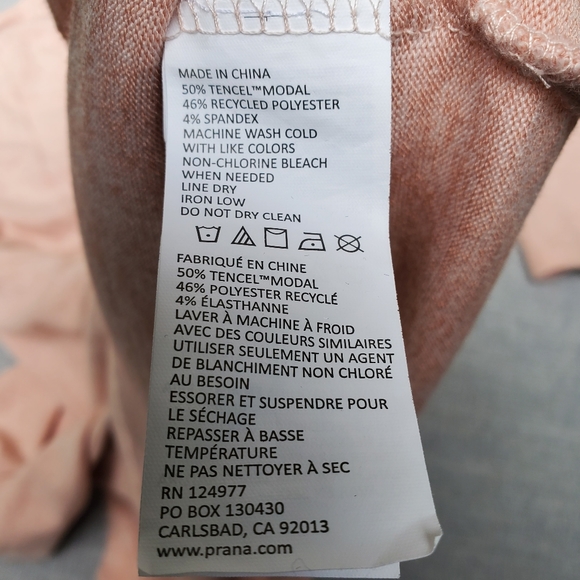 MADE IN CHINA
50% TENCEL™MODAL
46% RECYCLED POLYESTER
4% SPANDEX
MACHINE WASH COLD
WITH LIKE COLORS
NON-CHLORINE BLEACH
WHEN NEEDED
LINE DRY
IRON LOW
DO NOT DRY CLEAN
FABRIQUÉ EN CHINE
50% TENCEL™MODAL
46% POLYESTER RECYCLÉ
4% ÉLASTHANNE
LAVER À MACHINE À FROID
AVEC DES COULEURS SIMILAIRES
UTILISER SEULEMENT UN AGENT
DE BLANCHIMENT NON CHLORÉ
AU BESOIN
ESSORER ET SUSPENDRE POUR
LE SÉCHAGE
REPASSER À BASSE
TEMPÉRATURE
NE PAS NETTOYER À SEC
RN 124977
PO BOX 130430
CARLSBAD, CA 92013
www.prana.com